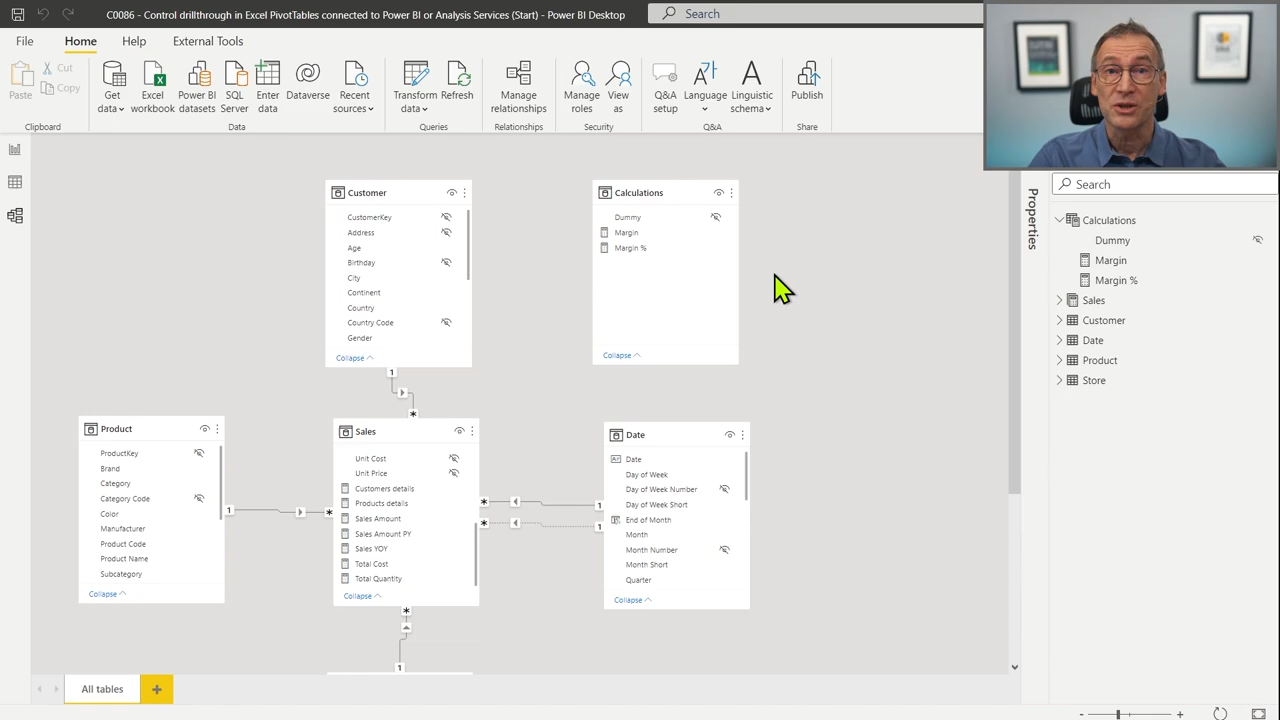 C0086 - Control drillthrough in Excel PivotTables connected to Power BI or Analysis Services (Start) - Power BI Desktop
Search
File Home Help External Tools
Paste
Cut
Copy
Get data
Excel workbook
Power BI datasets
SQL Server
Enter data
Dataverse
Recent sources
Transform data
Refresh
Manage relationships
Manage roles
View as
Q&A setup
Language
Linguistic schema
Publish
Clipboard
Data
Queries
Relationships
Security
Q&A
Share
Customer
CustomerKey
Address
Age
Birthday
City
Continent
Country
Country Code
Gender
Collapse
Calculations
Dummy
Margin
Margin %
Collapse
1
*
Product
ProductKey
Brand
Category
Category Code
Color
Manufacturer
Product Code
Product Name
Subcategory
Collapse
1
*
Sales
Unit Cost
Unit Price
Customers details
Products details
Sales Amount
Sales Amount PY
Sales YOY
Total Cost
Total Quantity
Collapse
*
1
*
1
Date
Date
Day of Week
Day of Week Number
Day of Week Short
End of Month
Month
Month Number
Month Short
Quarter
Collapse
*
1
Properties
Search
Calculations
Dummy
Margin
Margin %
Sales
Customer
Date
Product
Store
All tables
+
- +